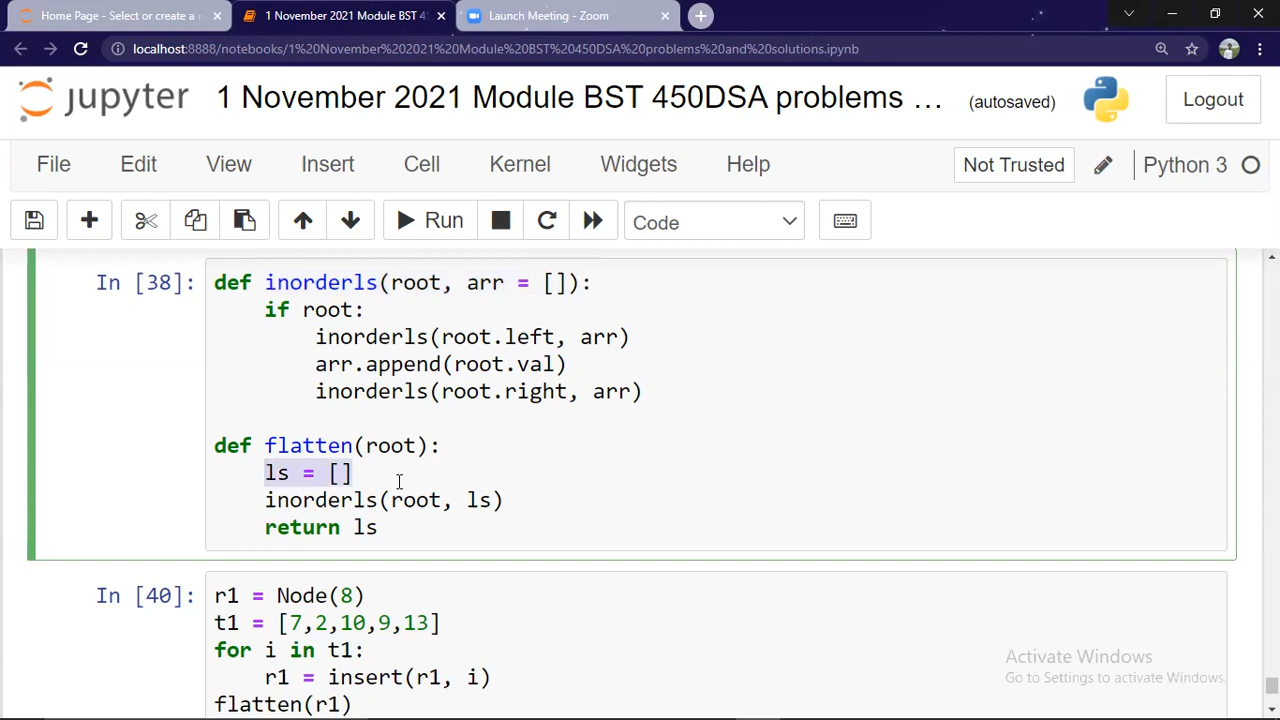 Home Page - Select or create a n
1 November 2021 Module BST 45
Launch Meeting - Zoom
localhost:8888/notebooks/1%20November%202021%20Module%20BST%20450DSA%20problems%20and%20solutions.ipynb
jupyter 1 November 2021 Module BST 450DSA problems ... (autosaved) Logout
File Edit View Insert Cell Kernel Widgets Help Not Trusted Python 3
Run Code
In [38]: def inorderls(root, arr = []):
if root:
inorderls(root.left, arr)
arr.append(root.val)
inorderls(root.right, arr)
def flatten(root):
ls = []
inorderls(root, ls)
return ls
In [40]: r1 = Node(8)
t1 = [7,2,10,9,13]
for i in t1:
r1 = insert(r1, i)
flatten(r1)
Activate Windows
Go to Settings to activate Windows.